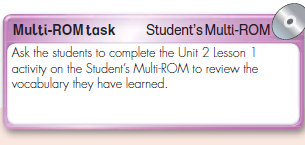 Multi-ROM task Student's Multi-ROM
Ask the students to complete the Unit 2 Lesson 1
activity on the Student's Multi-ROM to review the
vocabulary they have learned.